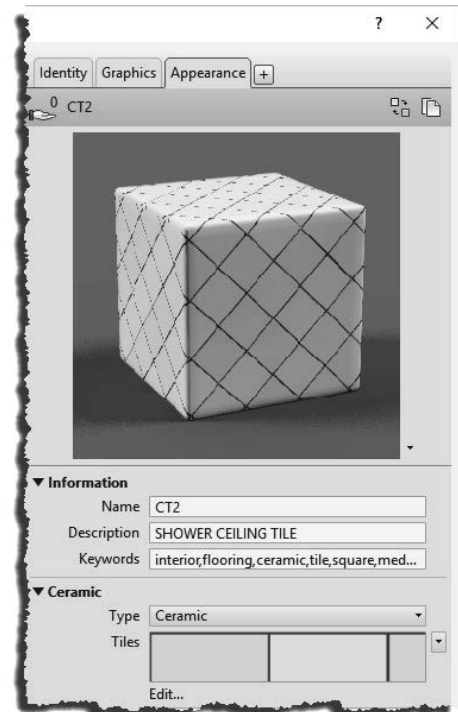 ? ×
Identity Graphics Appearance +
0 CT2
▼ Information
Name CT2
Description SHOWER CEILING TILE
Keywords interior,flooring,ceramic,tile,square,med...
▼ Ceramic
Type Ceramic
Tiles
Edit...